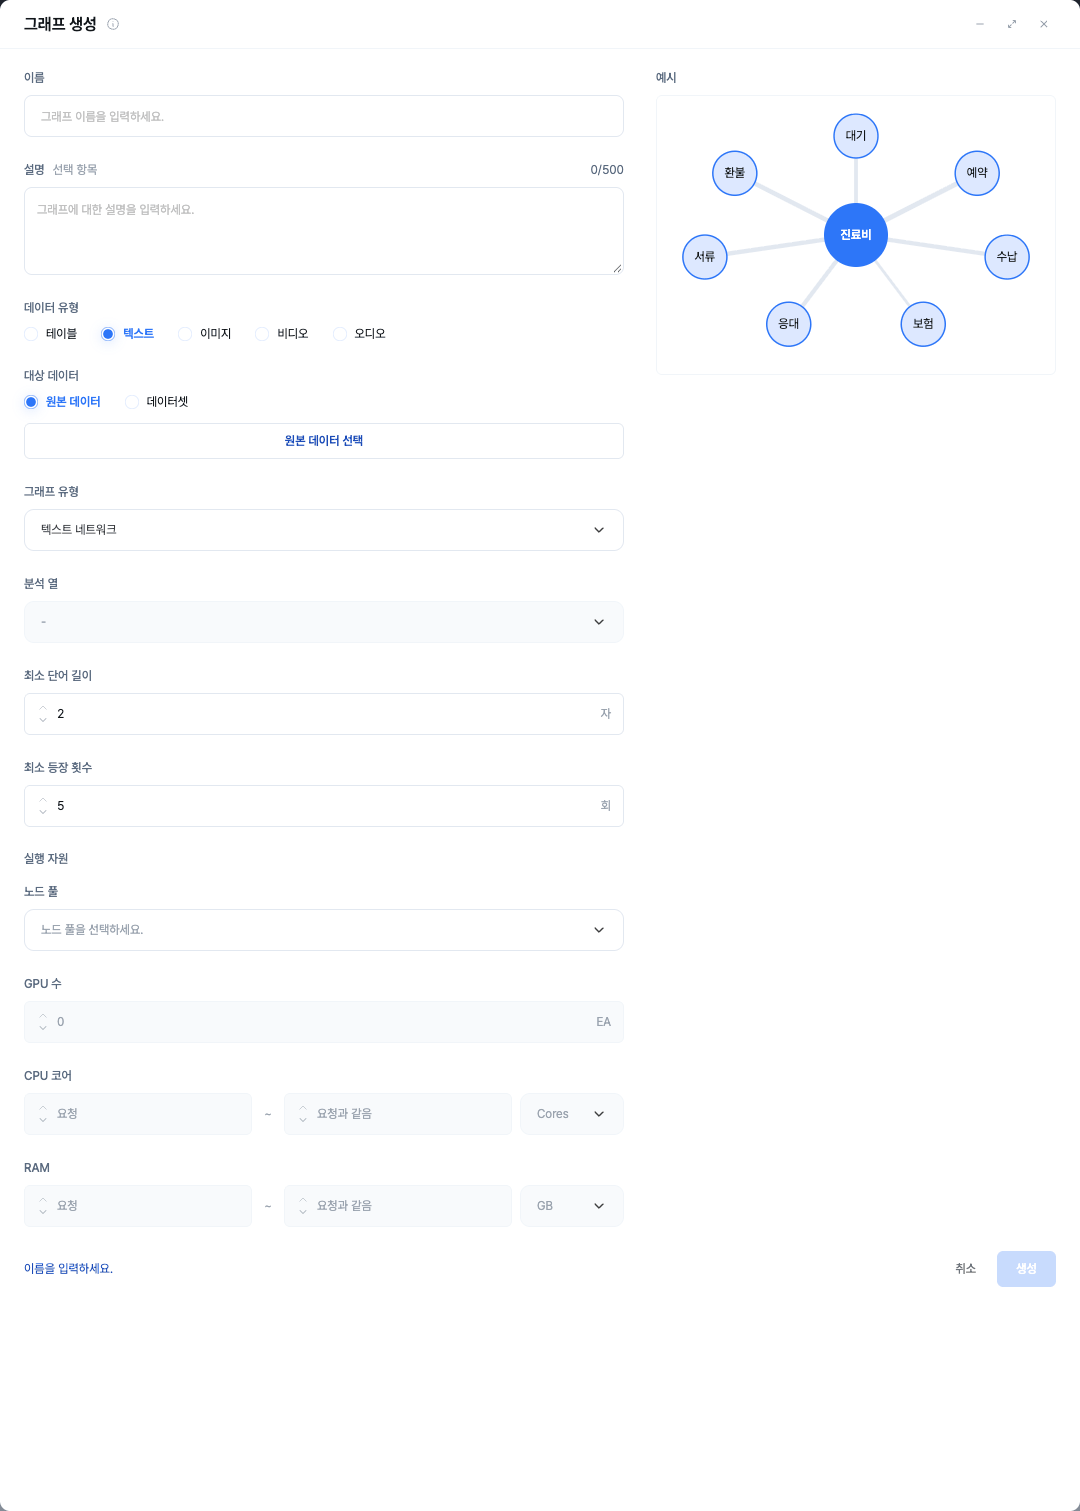 그래프 생성
이름
그래프 이름을 입력하세요.
설명 선택 항목 0/500
그래프에 대한 설명을 입력하세요.
데이터 유형
테이블 텍스트 이미지 비디오 오디오
대상 데이터
원본 데이터 데이터셋
원본 데이터 선택
그래프 유형
텍스트 네트워크
분석 열
-
최소 단어 길이
2 자
최소 등장 횟수
5 회
실행 자원
노드 풀
노드 풀을 선택하세요.
GPU 수
0 EA
CPU 코어
요청 ~ 요청과 같음 Cores
RAM
요청 ~ 요청과 같음 GB
이름을 입력하세요. 취소 생성
예시
대기
환불 예약
진료비
서류 수납
응대 보험